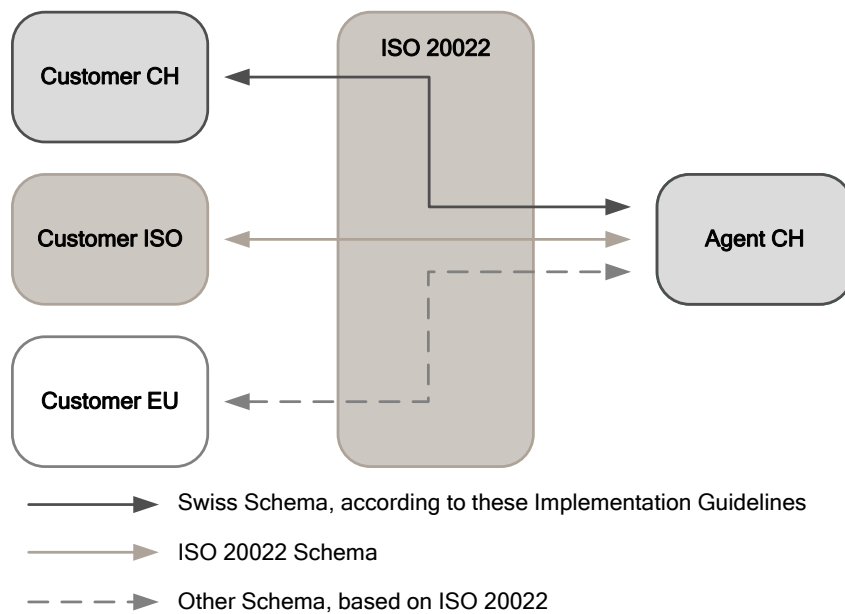 ISO 20022
Customer CH
Customer ISO
Agent CH
Customer EU
Swiss Schema, according to these Implementation Guidelines
ISO 20022 Schema
Other Schema, based on ISO 20022